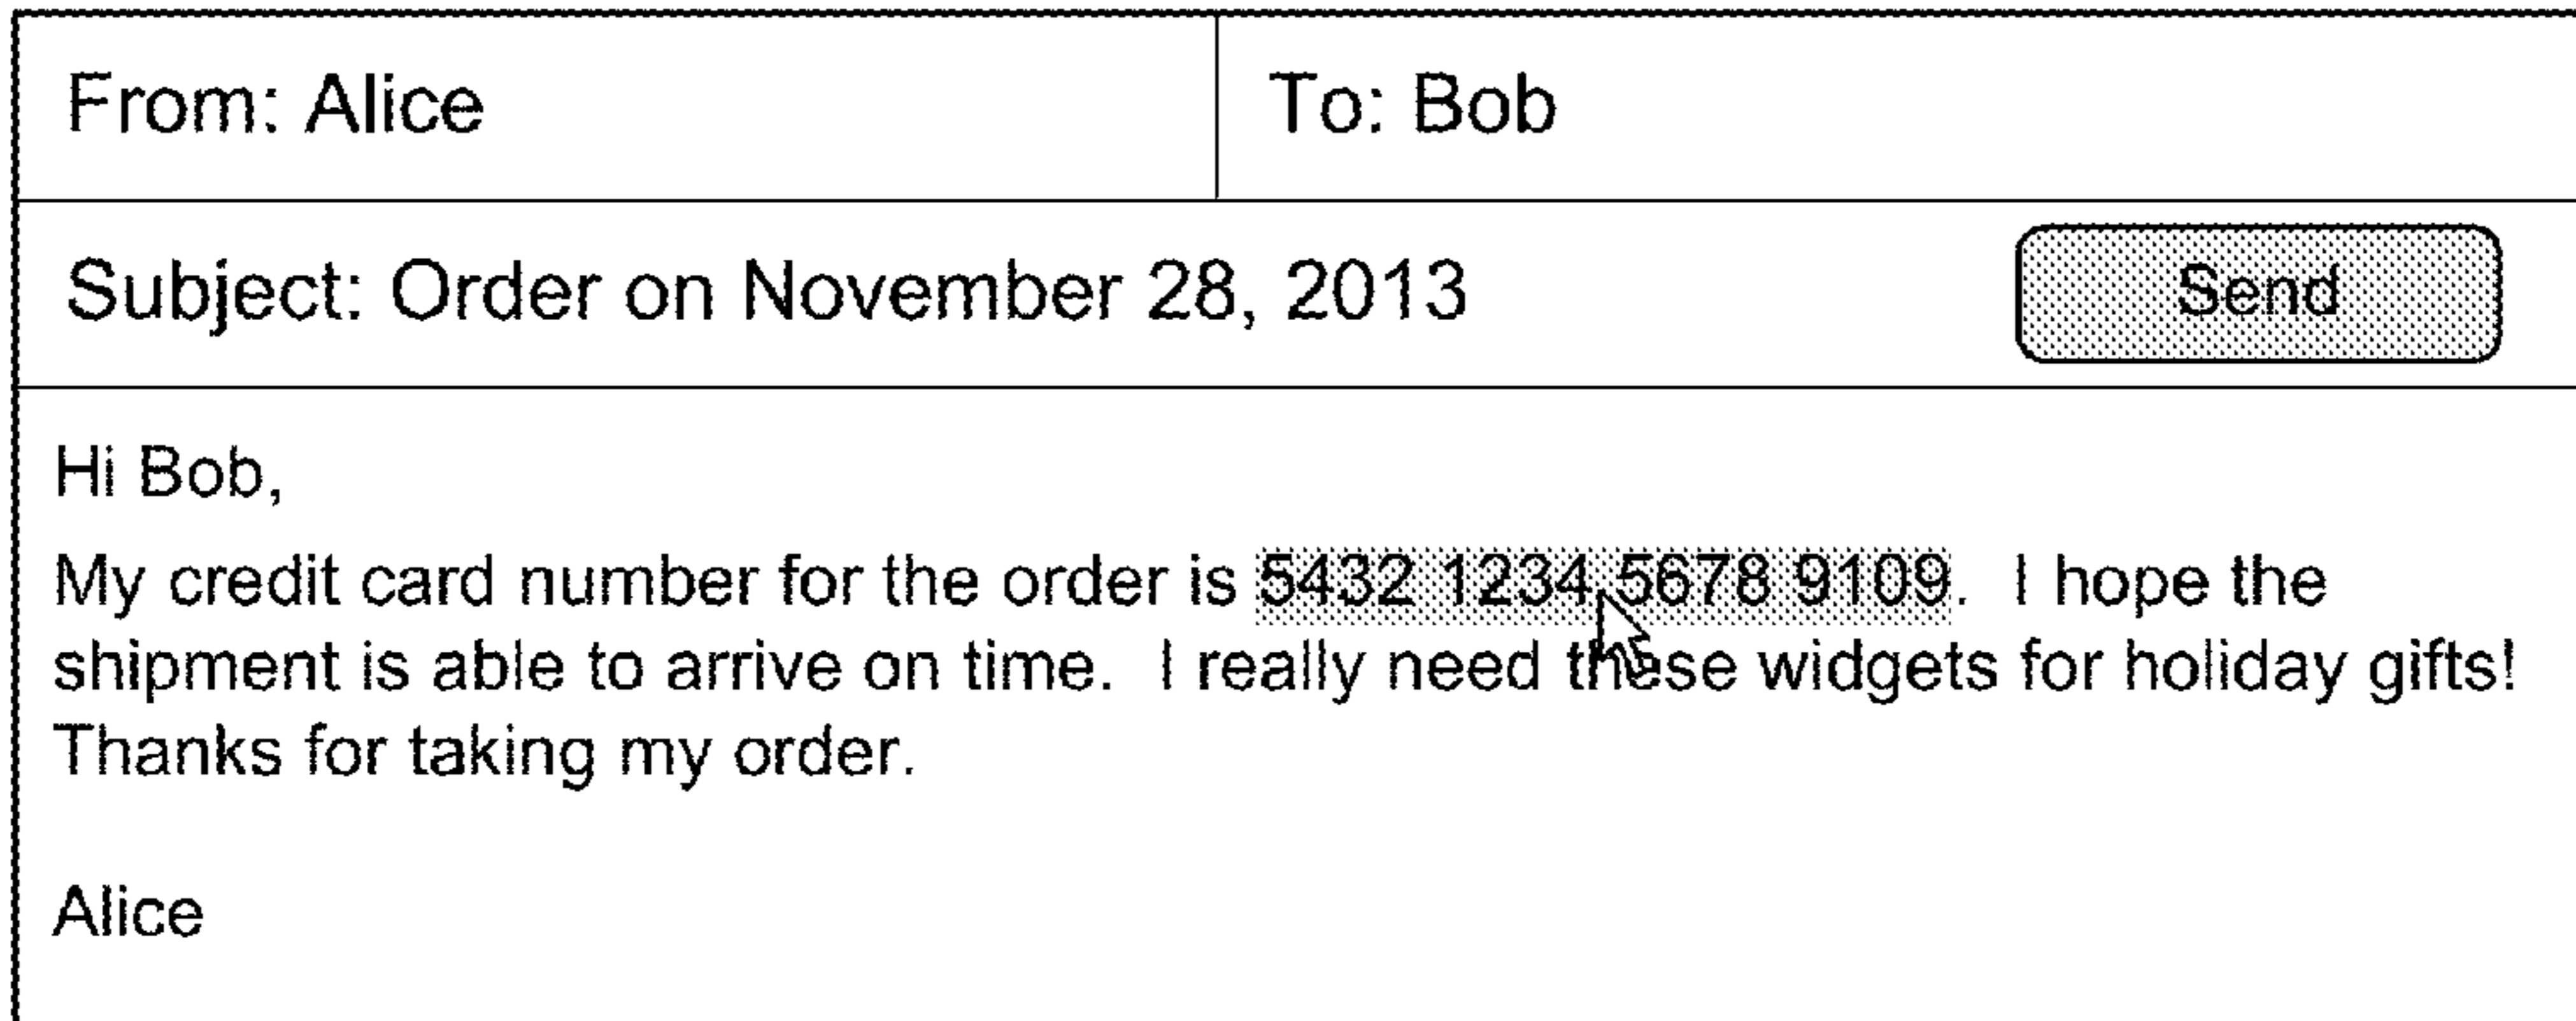 From: Alice
To: Bob
Subject: Order on November 28, 2013
Send
Hi Bob,
My credit card number for the order is 5432 1234 5678 9109.  I hope the
shipment is able to arrive on time.  I really need these widgets for holiday gifts!
Thanks for taking my order.
Alice